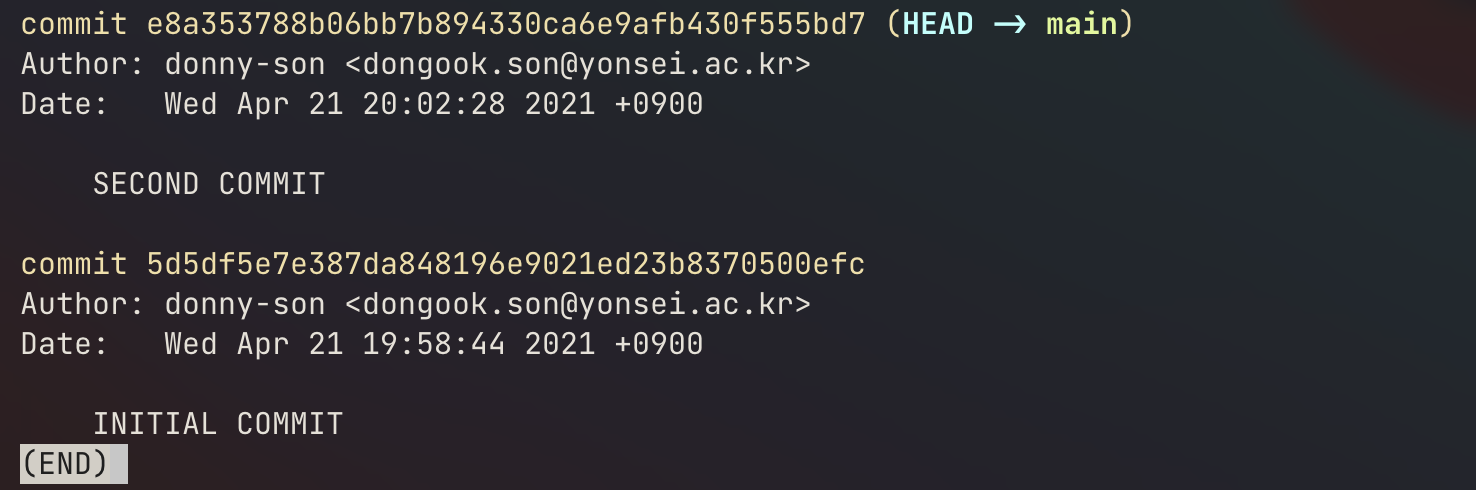 commit e8a353788b06bb7b894330ca6e9afb430f555bd7 (HEAD -> main)
Author: donny-son <dongook.son@yonsei.ac.kr>
Date:   Wed Apr 21 20:02:28 2021 +0900

    SECOND COMMIT

commit 5d5df5e7e387da848196e9021ed23b8370500efc
Author: donny-son <dongook.son@yonsei.ac.kr>
Date:   Wed Apr 21 19:58:44 2021 +0900

    INITIAL COMMIT
(END)